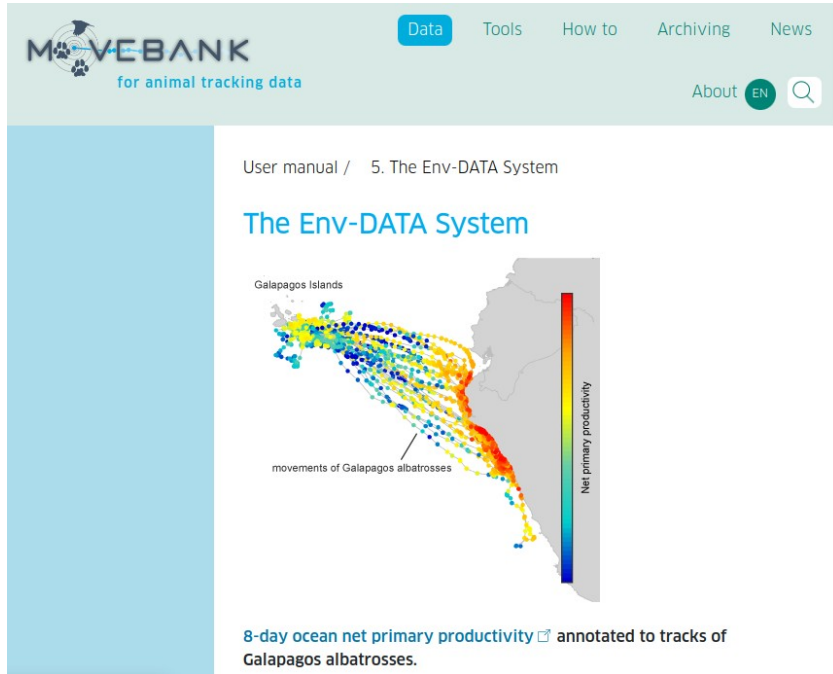 MOVEBANK
for animal tracking data
Data Tools How to Archiving News
About EN
User manual / 5. The Env-DATA System
The Env-DATA System
Galapagos Islands
Net primary productivity
movements of Galapagos albatrosses
8-day ocean net primary productivity annotated to tracks of
Galapagos albatrosses.